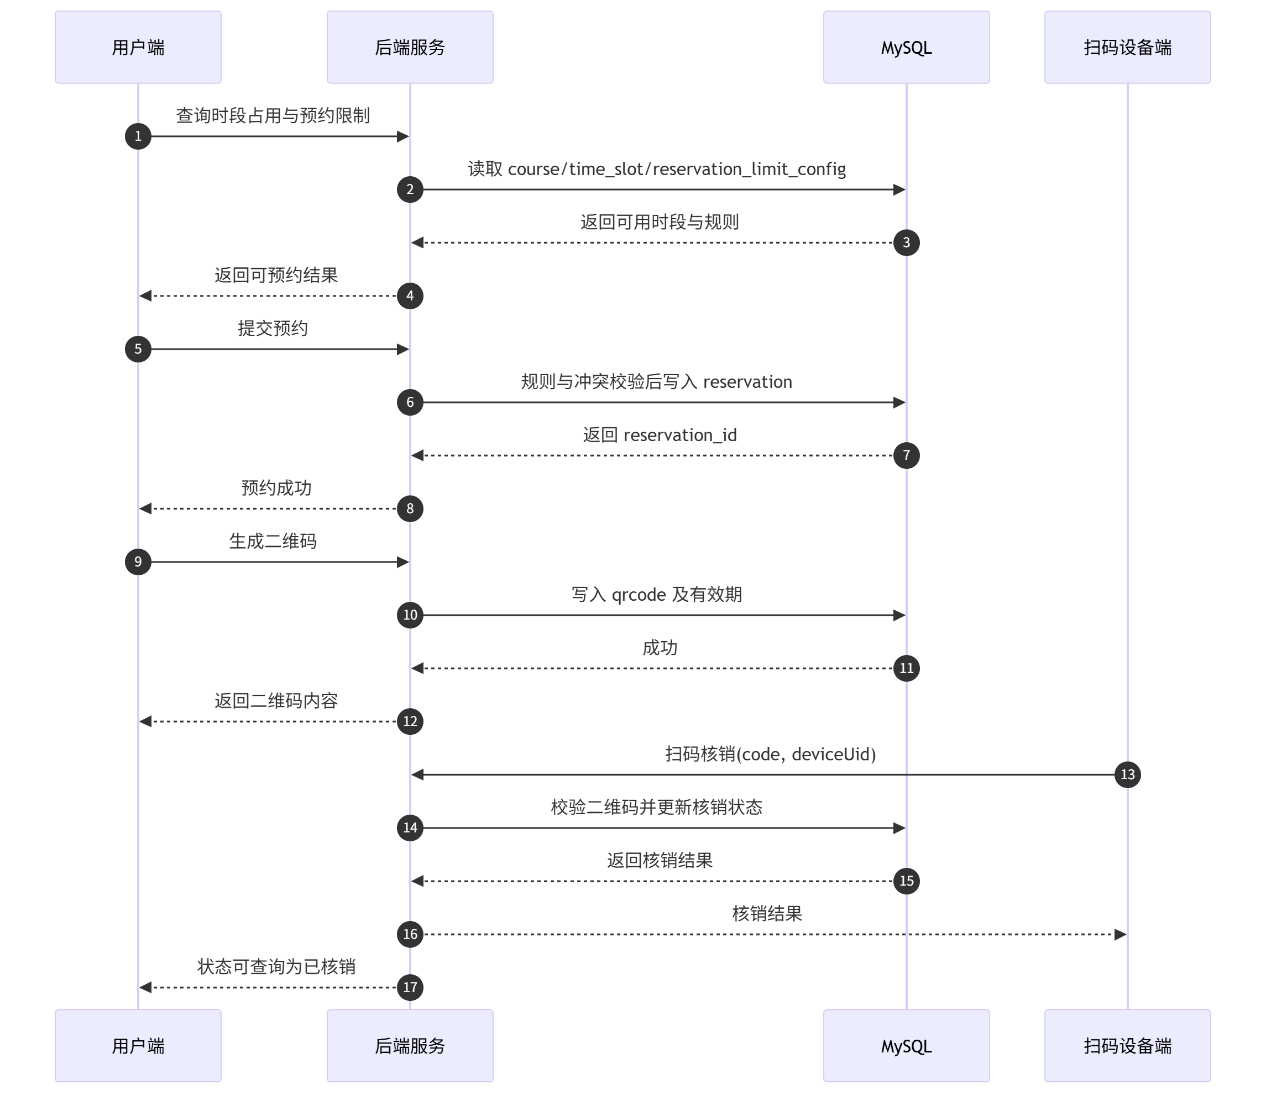 用户端
后端服务
MySQL
扫码设备端
查询时段占用与预约限制
1
读取 course/time_slot/reservation_limit_config
2
返回可用时段与规则
3
返回可预约结果
4
提交预约
5
规则与冲突校验后写入 reservation
6
返回 reservation_id
7
预约成功
8
生成二维码
9
写入 qrcode 及有效期
10
成功
11
返回二维码内容
12
扫码核销(code, deviceUid)
13
校验二维码并更新核销状态
14
返回核销结果
15
核销结果
16
状态可查询为已核销
17
用户端
后端服务
MySQL
扫码设备端